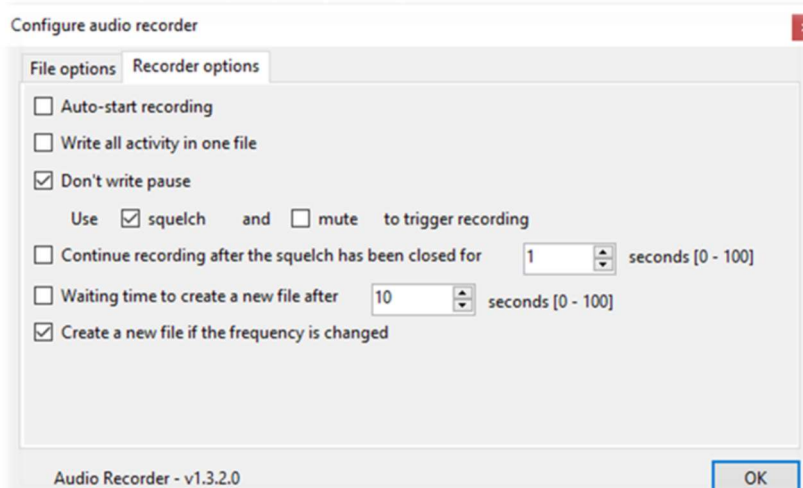 Configure audio recorder
File options Recorder options
Auto-start recording
Write all activity in one file
Don't write pause
Use squelch and mute to trigger recording
Continue recording after the squelch has been closed for 1 seconds [0 - 100]
Waiting time to create a new file after 10 seconds [0 - 100]
Create a new file if the frequency is changed
Audio Recorder - v1.3.2.0 OK